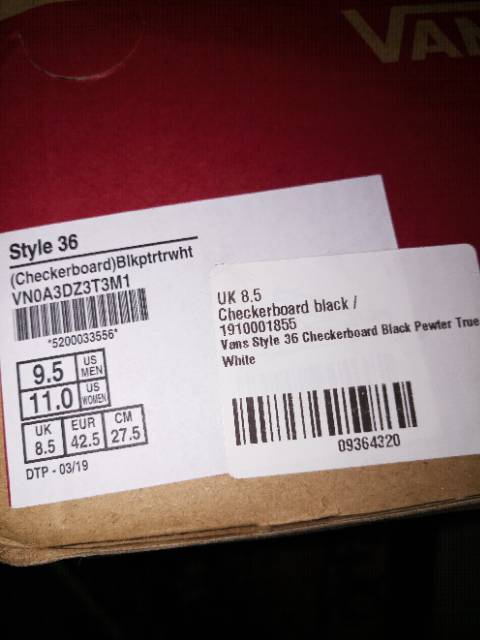 VANS
Style 36
(Checkerboard)Blkptrtrwht
VN0A3DZ3T3M1
*5200033556*
9.5 US MEN
11.0 US WOMEN
UK EUR CM
8.5 42.5 27.5
DTP - 03/19
UK 8.5
Checkerboard black /
1910001855
Vans Style 36 Checkerboard Black Pewter True
White
09364320